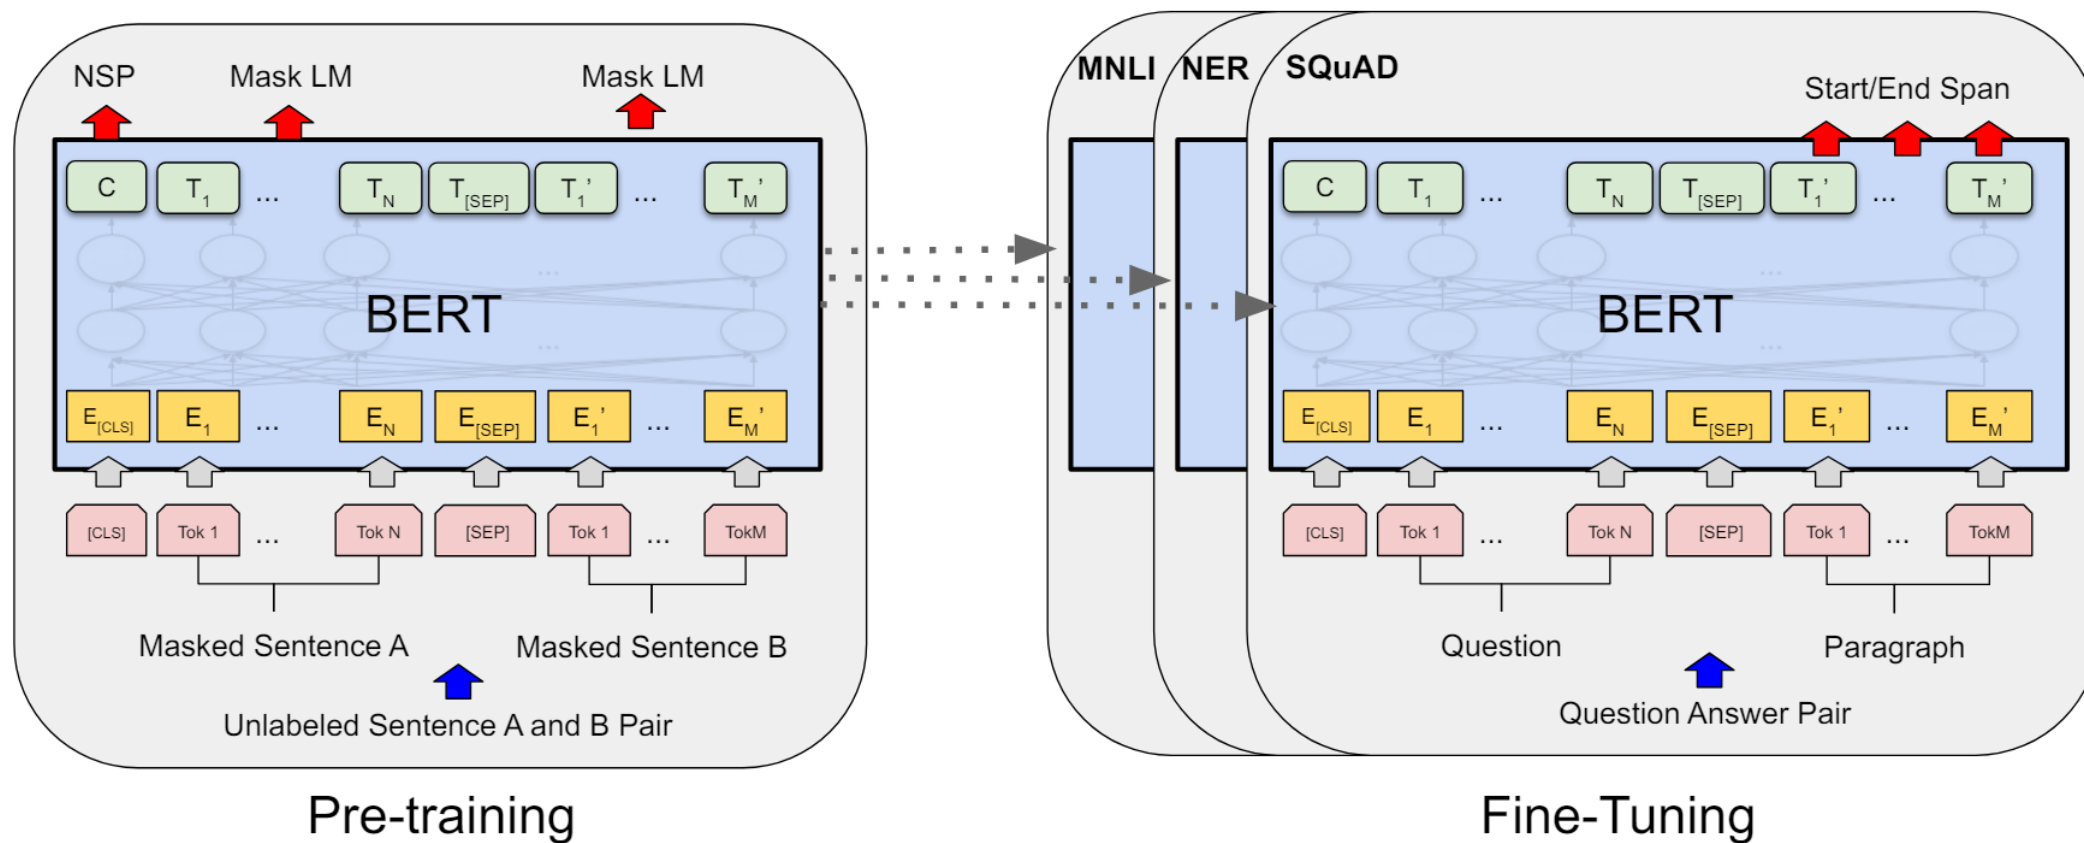 NSP Mask LM Mask LM
C T1 ... TN T[SEP] T1’ ... TM’
...
BERT
...
E[CLS] E1 ... EN E[SEP] E1’ ... EM’
[CLS] Tok 1 ... Tok N [SEP] Tok 1 ... TokM
Masked Sentence A Masked Sentence B
Unlabeled Sentence A and B Pair
Pre-training
MNLI NER SQuAD
Start/End Span
C T1 ... TN T[SEP] T1’ ... TM’
...
BERT
...
E[CLS] E1 ... EN E[SEP] E1’ ... EM’
[CLS] Tok 1 ... Tok N [SEP] Tok 1 ... TokM
Question Paragraph
Question Answer Pair
Fine-Tuning